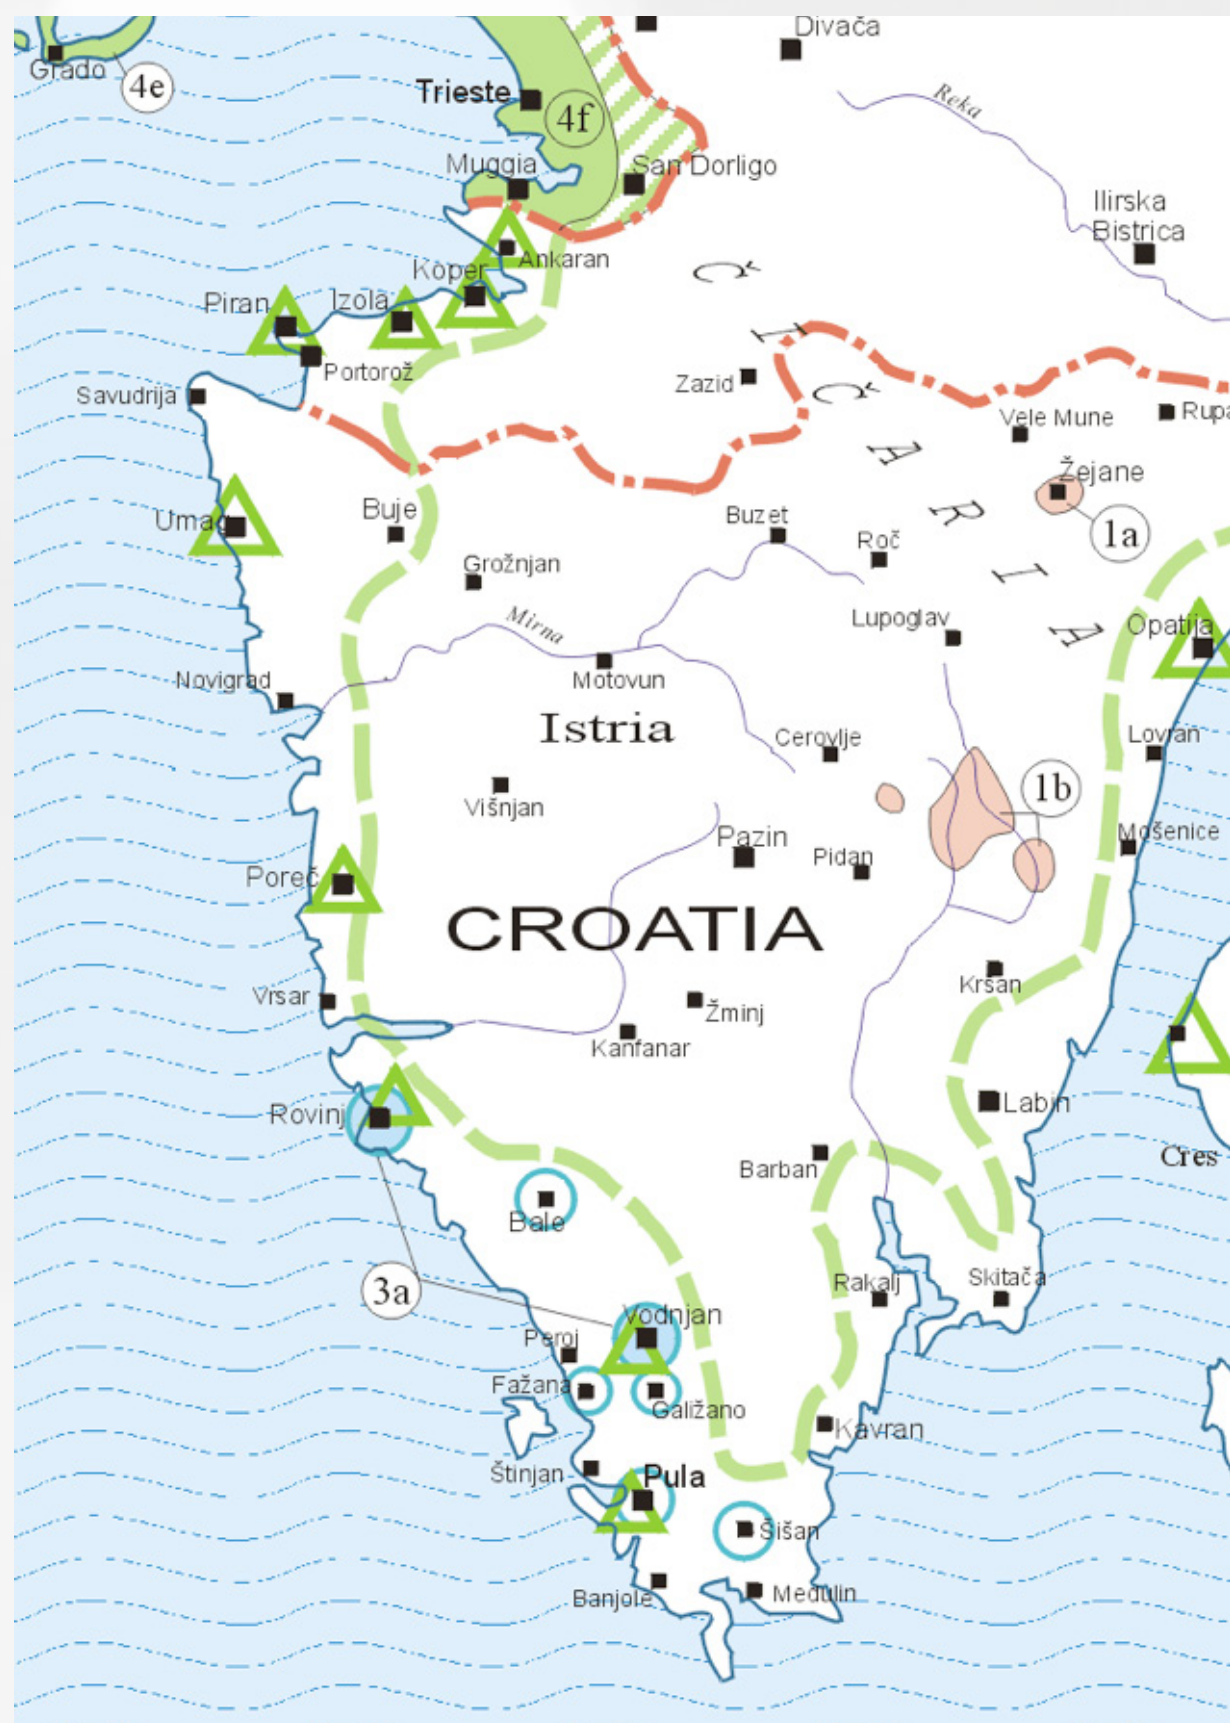 Divača
Grado
4e
Trieste
4f
Reka
Muggia
San Dorligo
Ilirska
Bistrica
Ankaran
Koper
Piran
Izola
Č I Č A R I A
Portorož
Zazid
Savudrija
Vele Mune
Žejane
1a
Umag
Buje
Buzet
Roč
Grožnjan
Mirna
Lupoglav
Opatija
Motovun
Novigrad
Istria
Cerovlje
Lovran
Višnjan
1b
Pazin
Pidan
Mošenice
Poreč
CROATIA
Kršan
Vrsar
Žminj
Kanfanar
Rovinj
Labin
Barban
Cres
Bale
3a
Rakalj
Skitača
Vodnjan
Peroj
Fažana
Galižano
Kavran
Štinjan
Pula
Šišan
Banjole
Medulin